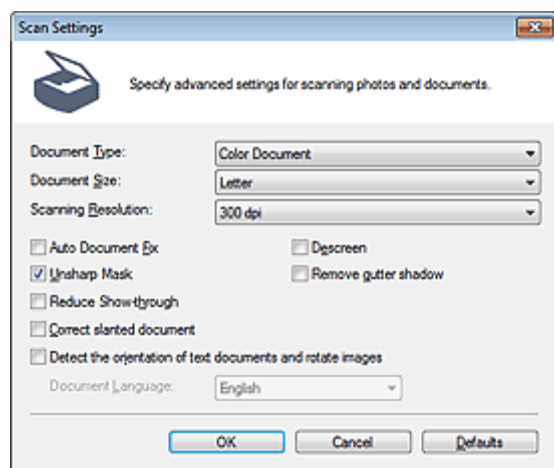 Scan Settings
Specify advanced settings for scanning photos and documents.
Document Type: Color Document
Document Size: Letter
Scanning Resolution: 300 dpi
Auto Document Fix Descreen
Unsharp Mask Remove gutter shadow
Reduce Show-through
Correct slanted document
Detect the orientation of text documents and rotate images
Document Language: English
OK Cancel Defaults